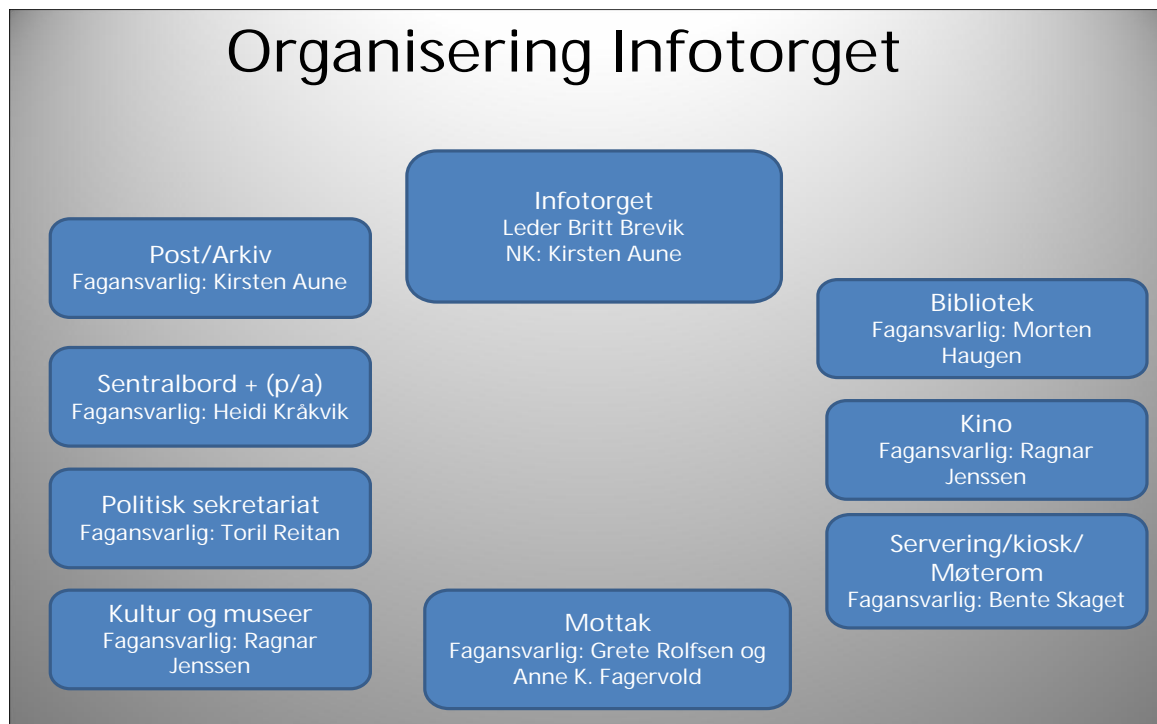 Organisering Infotorget
Infotorget
Leder Britt Brevik
NK: Kirsten Aune
Post/Arkiv
Fagansvarlig: Kirsten Aune
Sentralbord + (p/a)
Fagansvarlig: Heidi Kråkvik
Politisk sekretariat
Fagansvarlig: Toril Reitan
Kultur og museer
Fagansvarlig: Ragnar
Jenssen
Mottak
Fagansvarlig: Grete Rolfsen og
Anne K. Fagervold
Bibliotek
Fagansvarlig: Morten
Haugen
Kino
Fagansvarlig: Ragnar
Jenssen
Servering/kiosk/
Møterom
Fagansvarlig: Bente Skaget